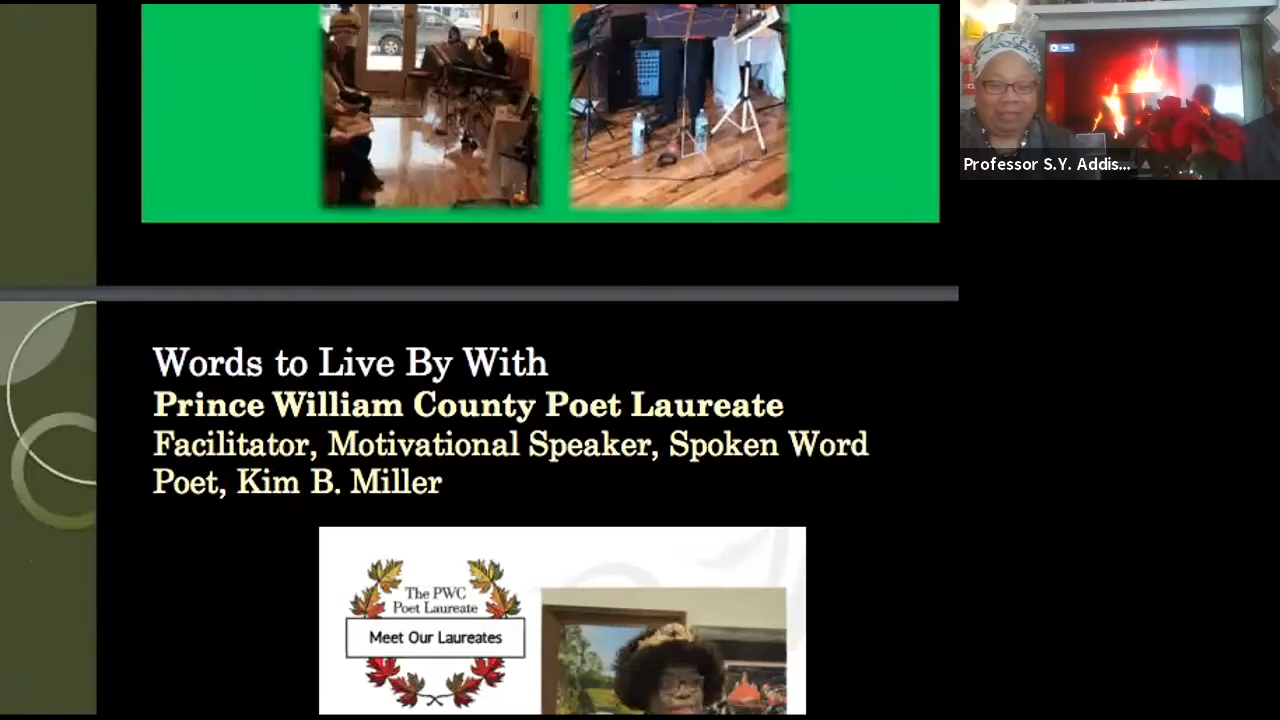 Professor S.Y. Addis...
Words to Live By With
Prince William County Poet Laureate
Facilitator, Motivational Speaker, Spoken Word
Poet, Kim B. Miller
The PWC
Poet Laureate
Meet Our Laureates